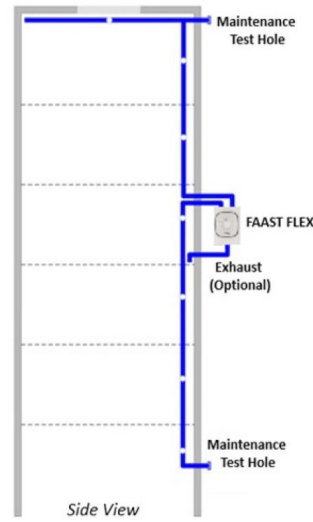 Maintenance
Test Hole
FAAST FLEX
Exhaust
(Optional)
Maintenance
Test Hole
Side View